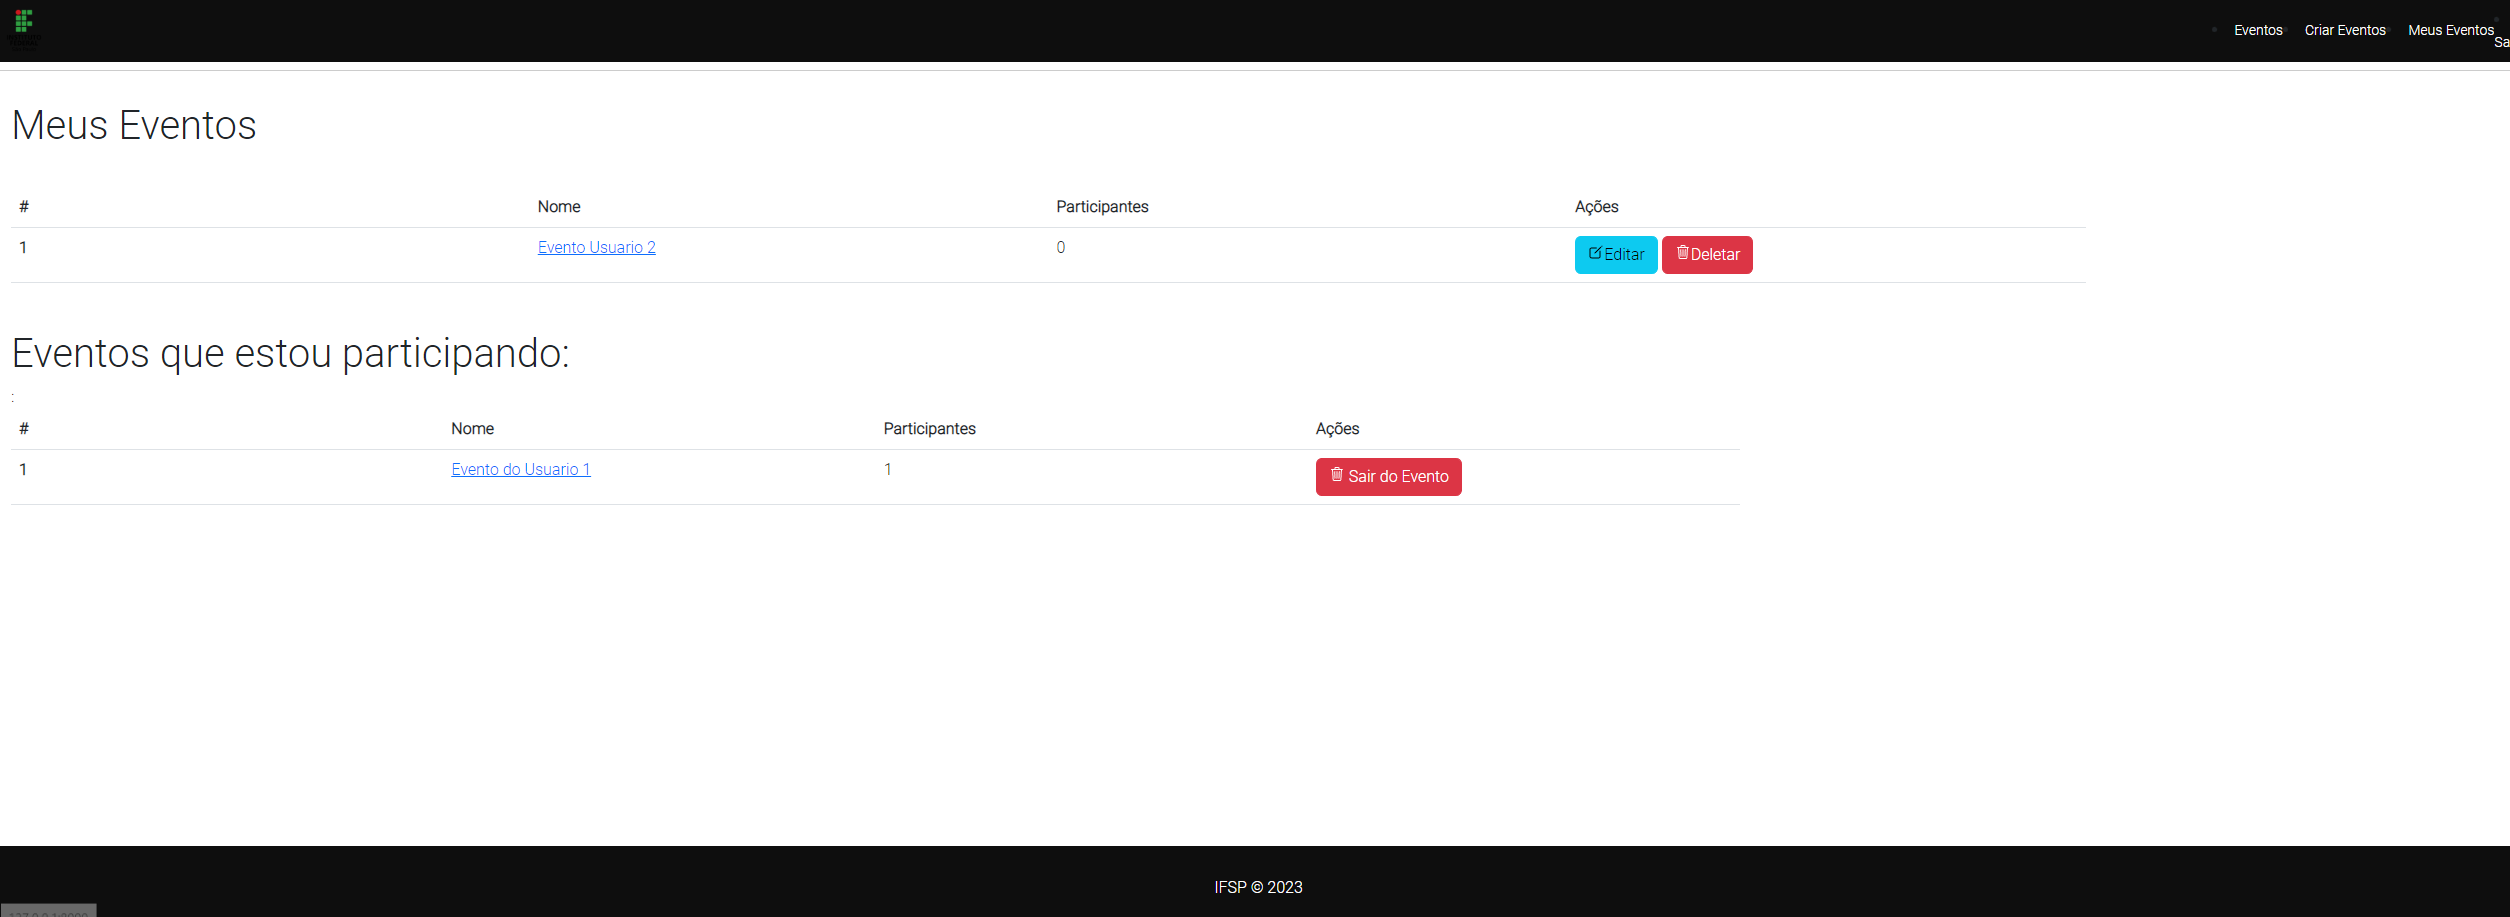 Eventos Criar Eventos Meus Eventos
Sa
Meus Eventos
# Nome Participantes Ações
1 Evento Usuario 2 0 Editar Deletar
Eventos que estou participando:
:
# Nome Participantes Ações
1 Evento do Usuario 1 1 Sair do Evento
IFSP © 2023